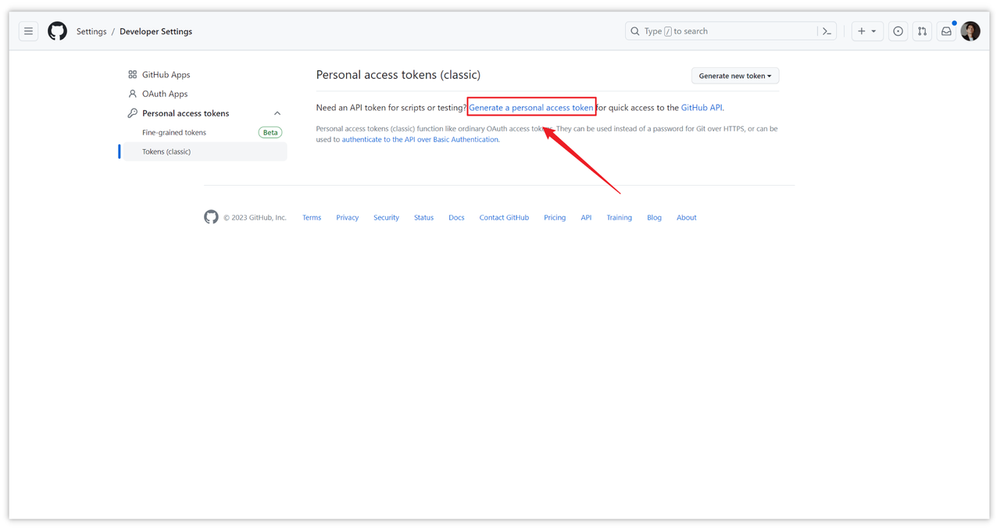 Settings / Developer Settings
Type / to search
GitHub Apps
OAuth Apps
Personal access tokens
Fine-grained tokens Beta
Tokens (classic)
Personal access tokens (classic)
Generate new token
Need an API token for scripts or testing? Generate a personal access token for quick access to the GitHub API.
Personal access tokens (classic) function like ordinary OAuth access They can be used instead of a password for Git over HTTPS, or can be
used to authenticate to the API over Basic Authentication.
© 2023 GitHub, Inc. Terms Privacy Security Status Docs Contact GitHub Pricing API Training Blog About